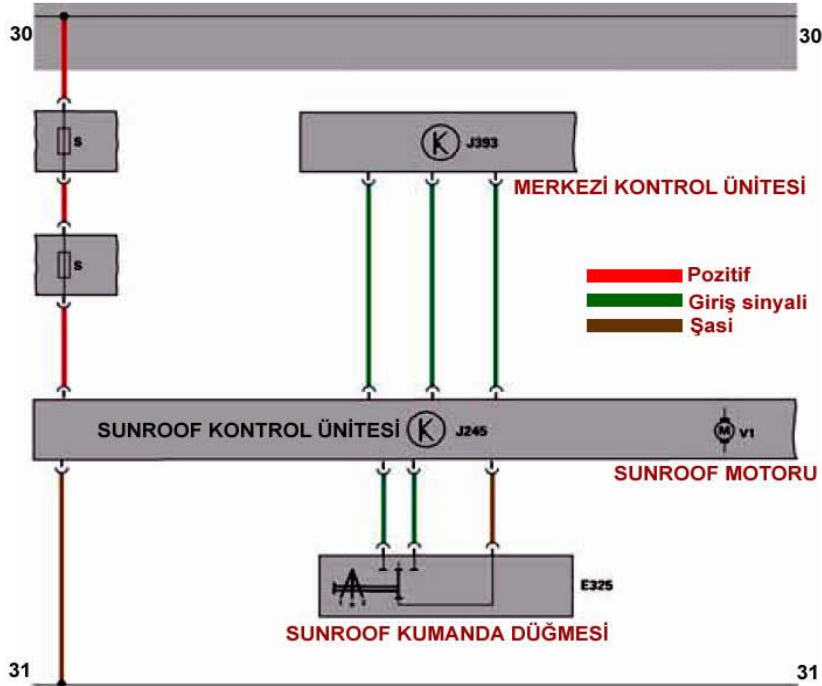 30
30
S
J393
MERKEZİ KONTROL ÜNİTESİ
S
Pozitif
Giriş sinyali
Şasi
SUNROOF KONTROL ÜNİTESİ
J245
M
V1
SUNROOF MOTORU
E325
SUNROOF KUMANDA DÜĞMESİ
31
31